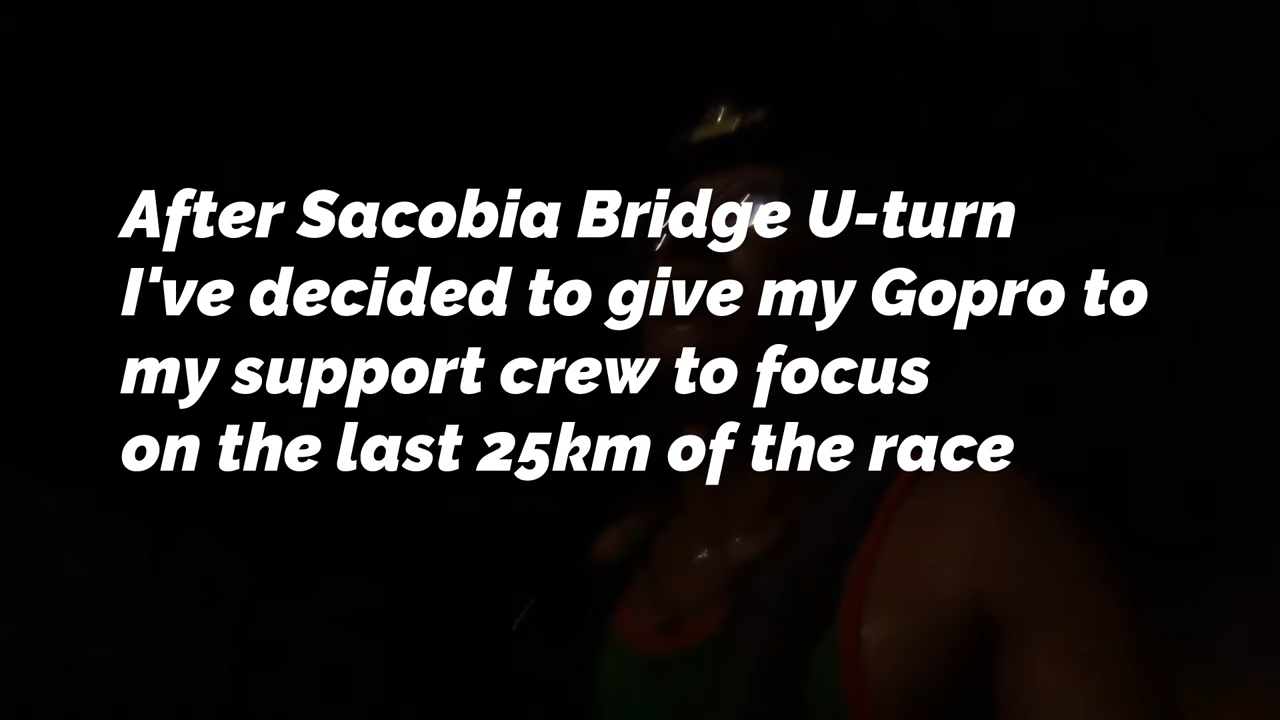 After Sacobia Bridge U-turn
I've decided to give my Gopro to
my support crew to focus
on the last 25km of the race